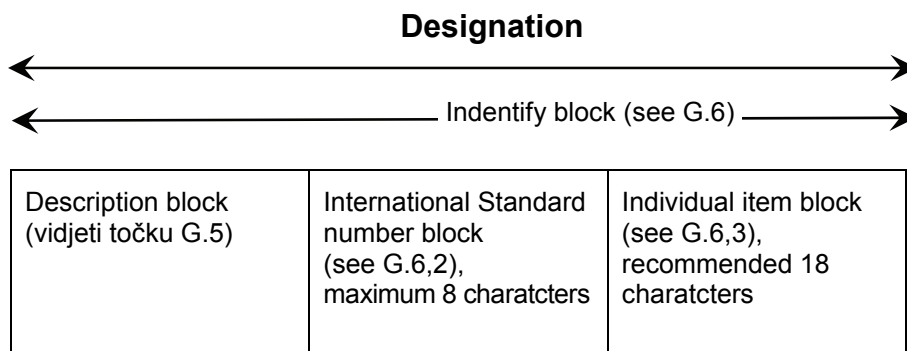 Designation
Indentify block (see G.6)
Description block
(vidjeti točku G.5)
International Standard
number block
(see G.6,2),
maximum 8 charatcters
Individual item block
(see G.6,3),
recommended 18
charatcters